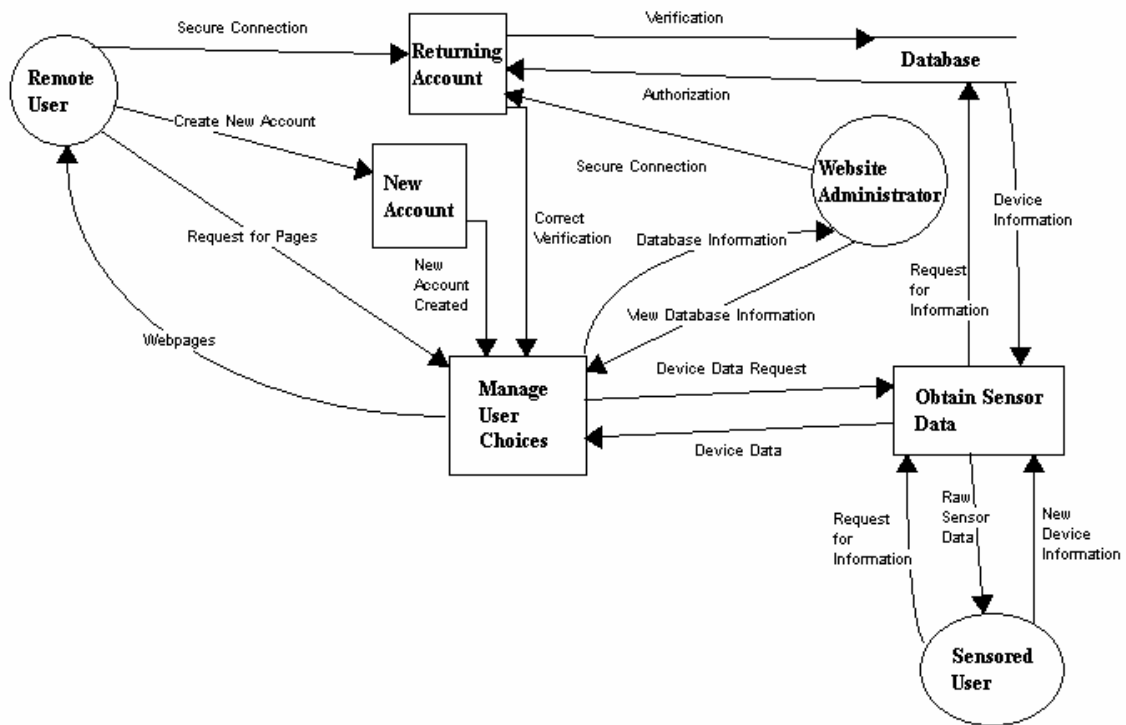 Secure Connection
Verification
Remote
User
Returning
Account
Database
Authorization
Create New Account
Secure Connection
Website
Administrator
New
Account
Device
Information
Request for Pages
Correct
Verification
Database Information
New
Account
Created
Request
for
Information
View Database Information
Webpages
Device Data Request
Manage
User
Choices
Obtain Sensor
Data
Device Data
Request
for
Information
Raw
Sensor
Data
New
Device
Information
Sensored
User